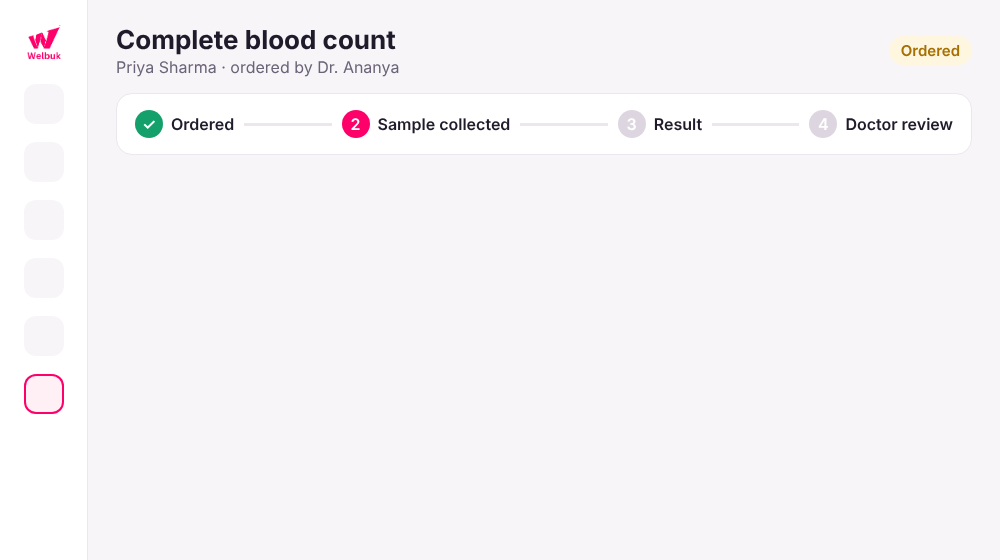 Welbuk
Complete blood count
Priya Sharma · ordered by Dr. Ananya
Ordered
Ordered
2 Sample collected
3 Result
4 Doctor review